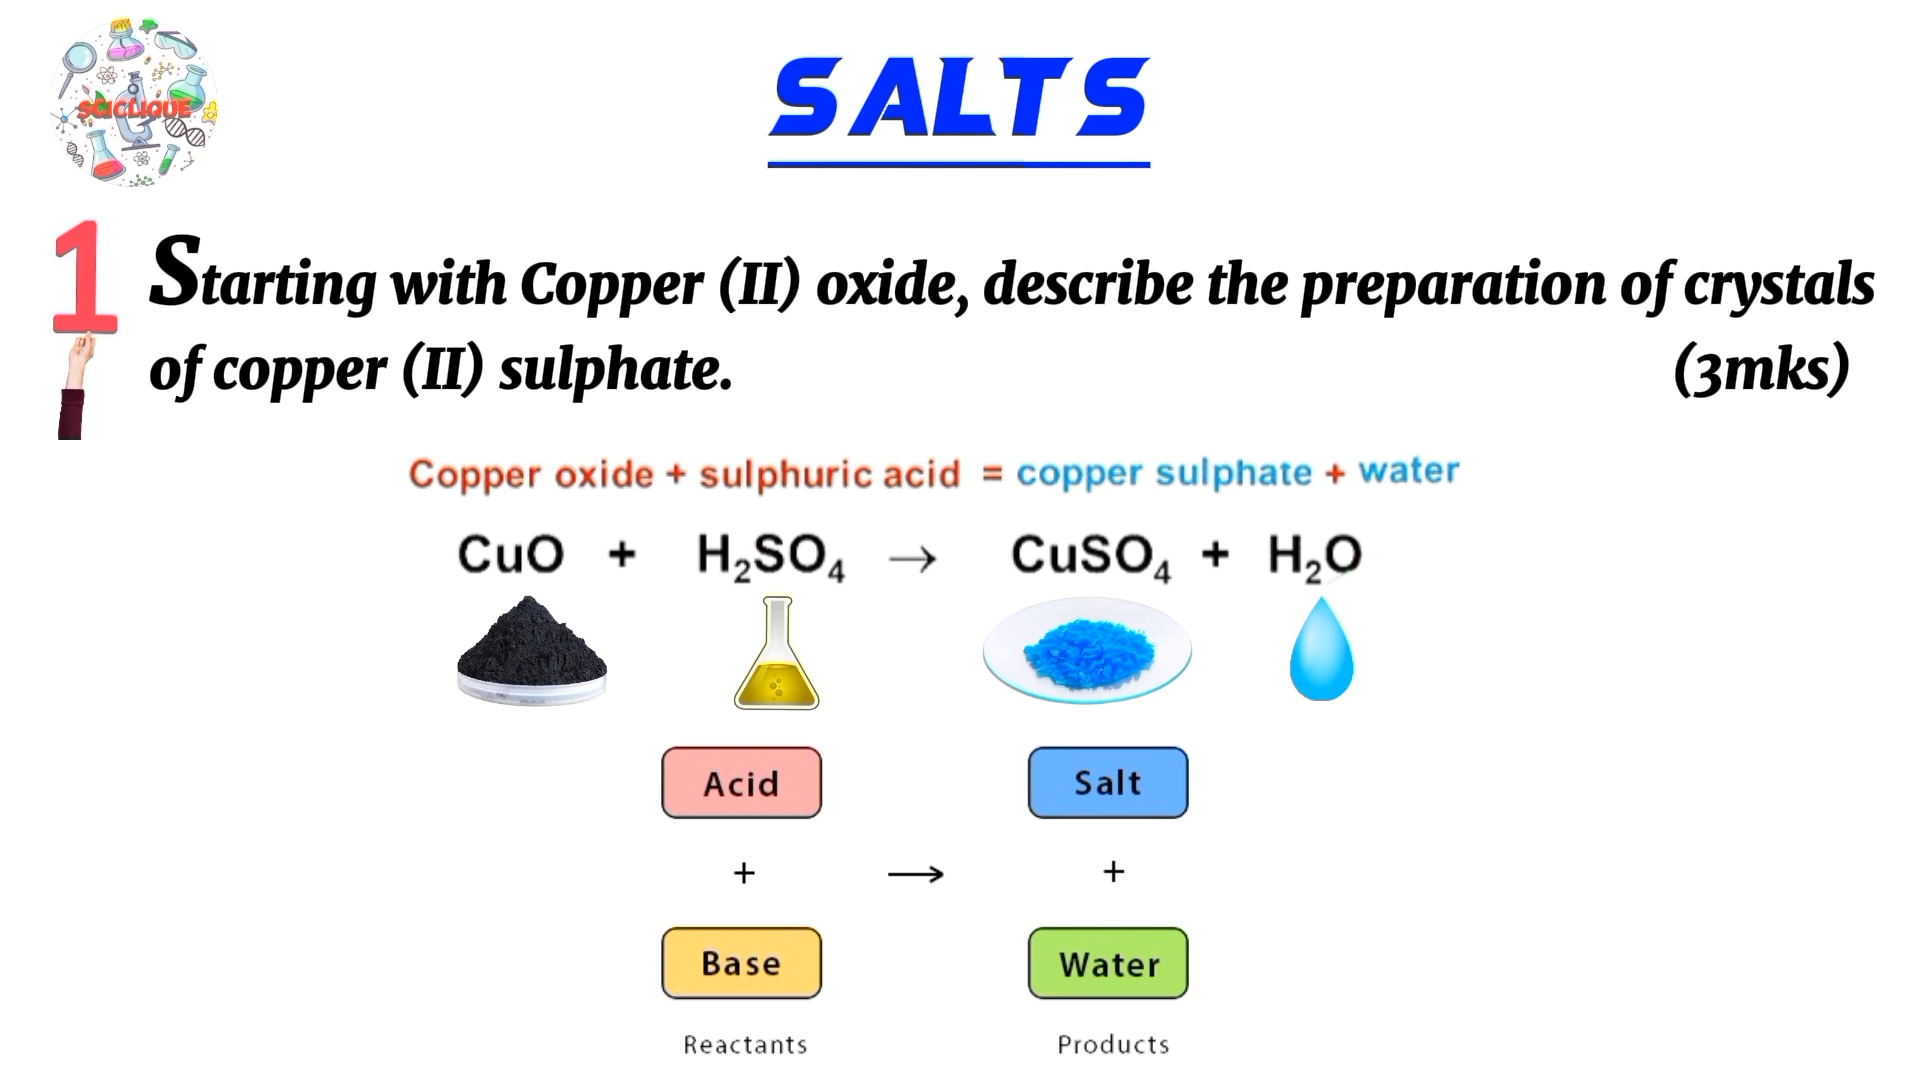 SCICLIQUE
SALTS
1
Starting with Copper (II) oxide, describe the preparation of crystals
of copper (II) sulphate. (3mks)
Copper oxide + sulphuric acid = copper sulphate + water
CuO + H₂SO₄ → CuSO₄ + H₂O
Acid Salt
+ → +
Base Water
Reactants Products